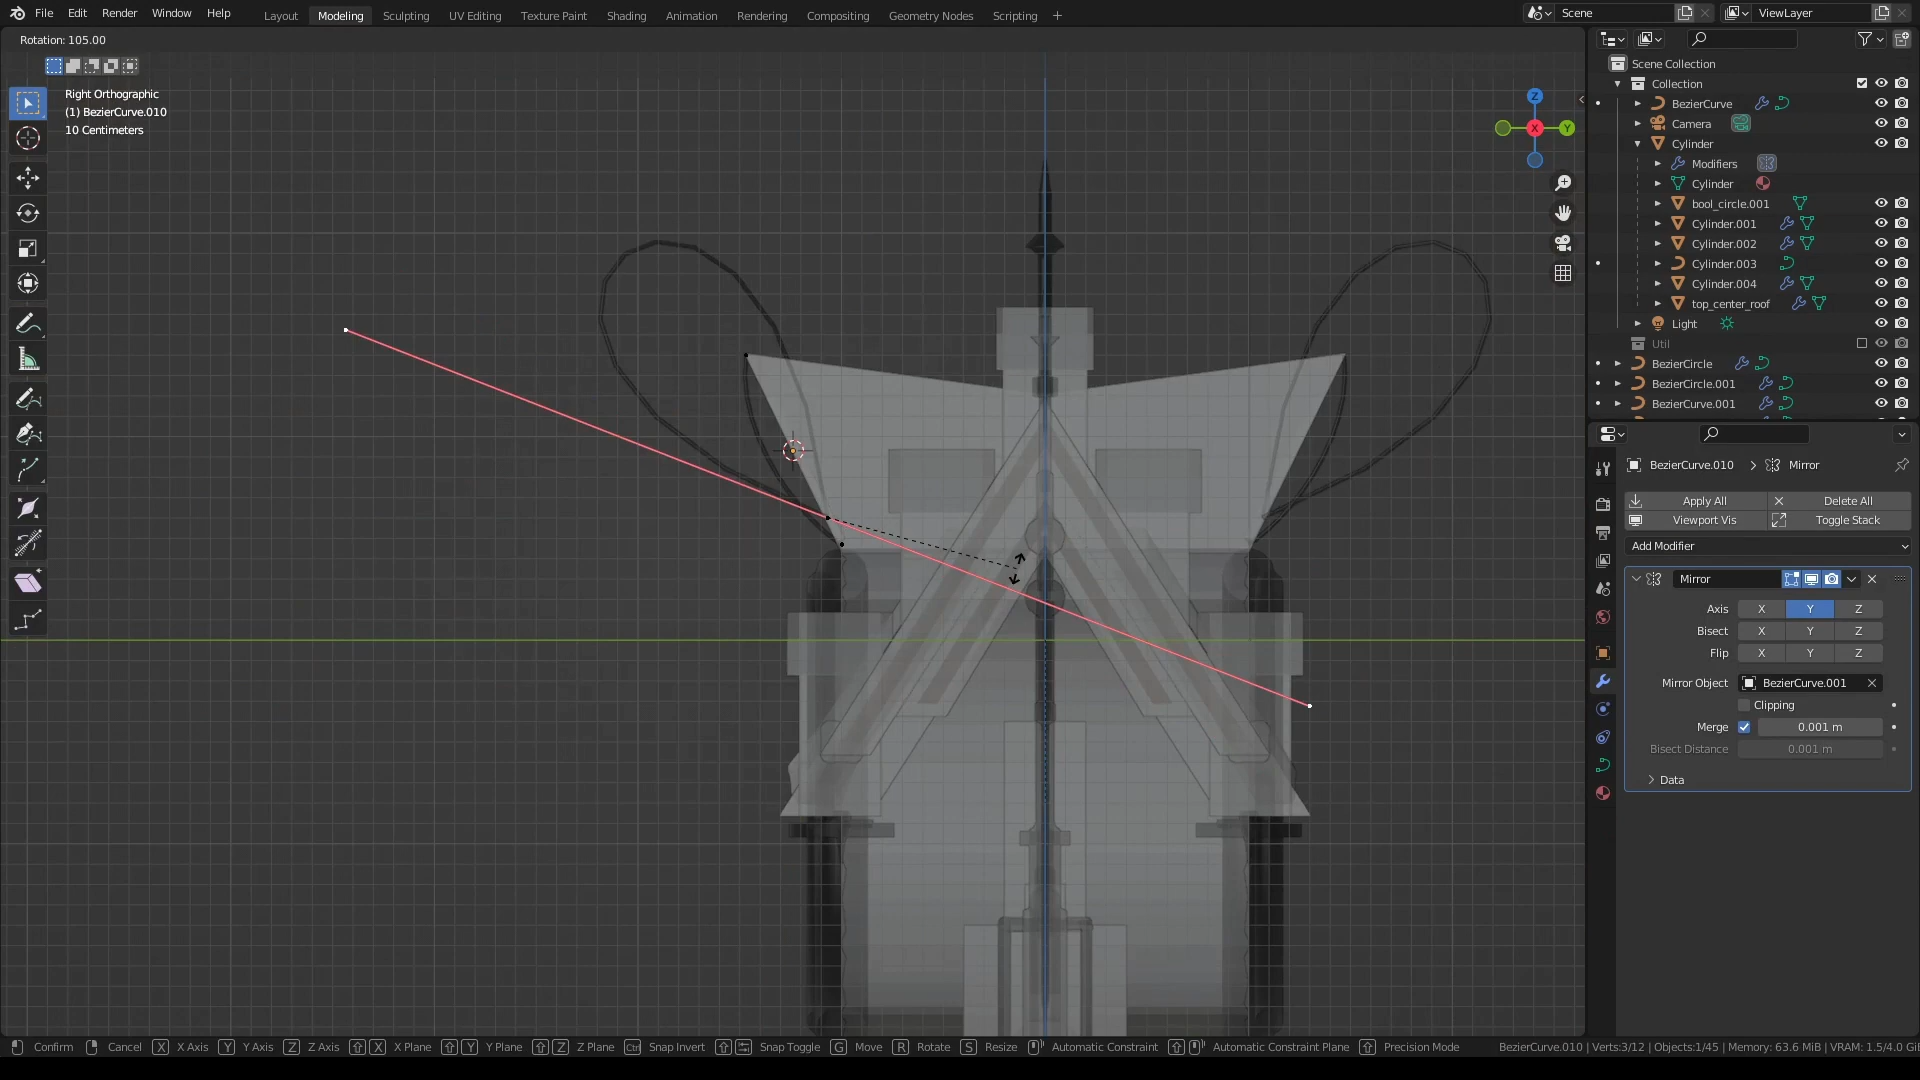 File Edit Render Window Help
Layout Modeling Sculpting UV Editing Texture Paint Shading Animation Rendering Compositing Geometry Nodes Scripting +
Scene
ViewLayer
Rotation: 105.00
Right Orthographic
(1) BezierCurve.010
10 Centimeters
Z
X
Y
Scene Collection
Collection
BezierCurve
Camera
Cylinder
Modifiers
Cylinder
bool_circle.001
Cylinder.001
Cylinder.002
Cylinder.003
Cylinder.004
top_center_roof
Light
Util
BezierCircle
BezierCircle.001
BezierCurve.001
BezierCurve.010 > Mirror
Apply All Delete All
Viewport Vis Toggle Stack
Add Modifier
Mirror
Axis X Y Z
Bisect X Y Z
Flip X Y Z
Mirror Object BezierCurve.001
Clipping
Merge 0.001 m
Bisect Distance 0.001 m
Data
Confirm Cancel X X Axis Y Y Axis Z Z Axis X X Plane Y Y Plane Z Z Plane Ctrl Snap Invert Snap Toggle G Move R Rotate S Resize Automatic Constraint Automatic Constraint Plane Precision Mode
BezierCurve.010 | Verts:3/12 | Objects:1/45 | Memory: 63.6 MiB | VRAM: 1.5/4.0 Gi